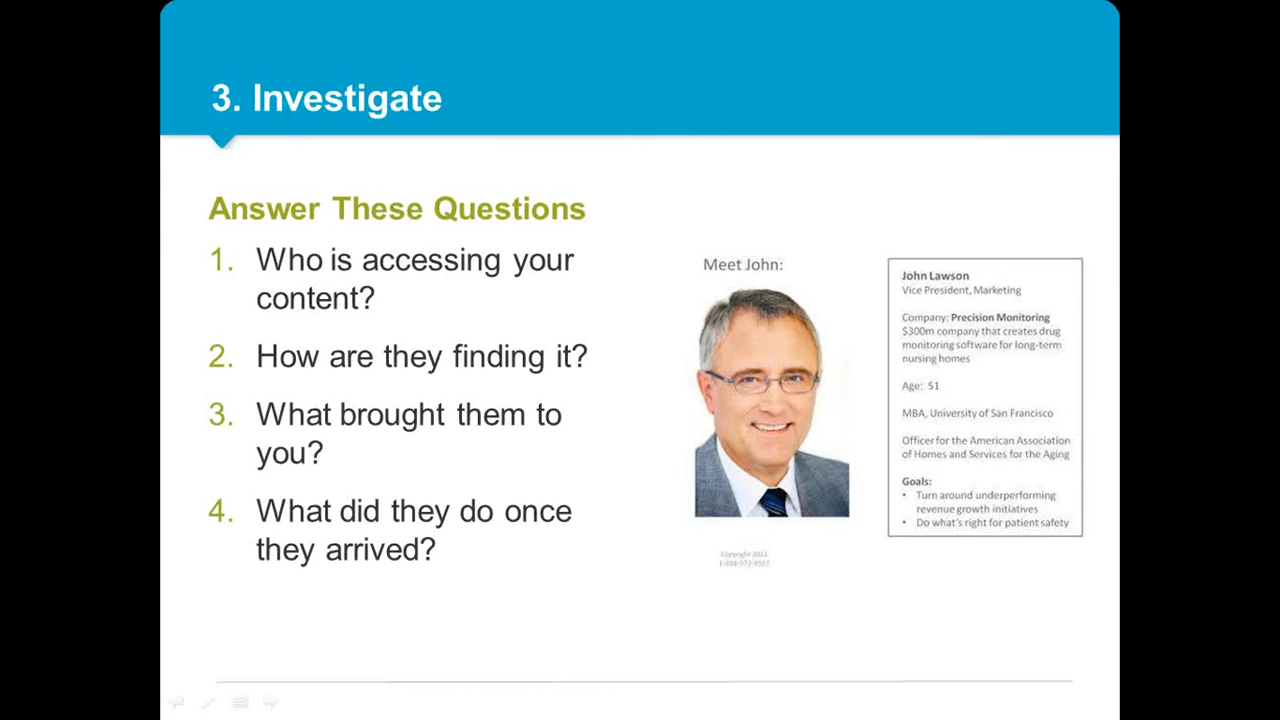 3. Investigate
Answer These Questions
1. Who is accessing your
content?
2. How are they finding it?
3. What brought them to
you?
4. What did they do once
they arrived?
Meet John:
Copyright 2011
John Lawson
Vice President, Marketing
Company: Precision Monitoring
$300m company that creates drug
monitoring software for long-term
nursing homes
Age: 51
MBA, University of San Francisco
Officer for the American Association
of Homes and Services for the Aging
Goals:
• Turn around underperforming
revenue growth initiatives
• Do what's right for patient safety